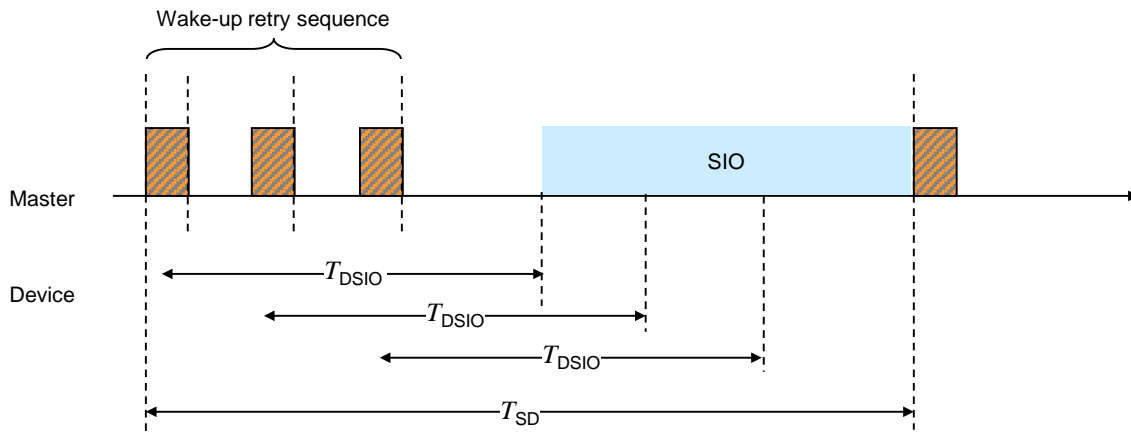 Wake-up retry sequence
SIO
Master
Device
TDSIO
TDSIO
TDSIO
TSD